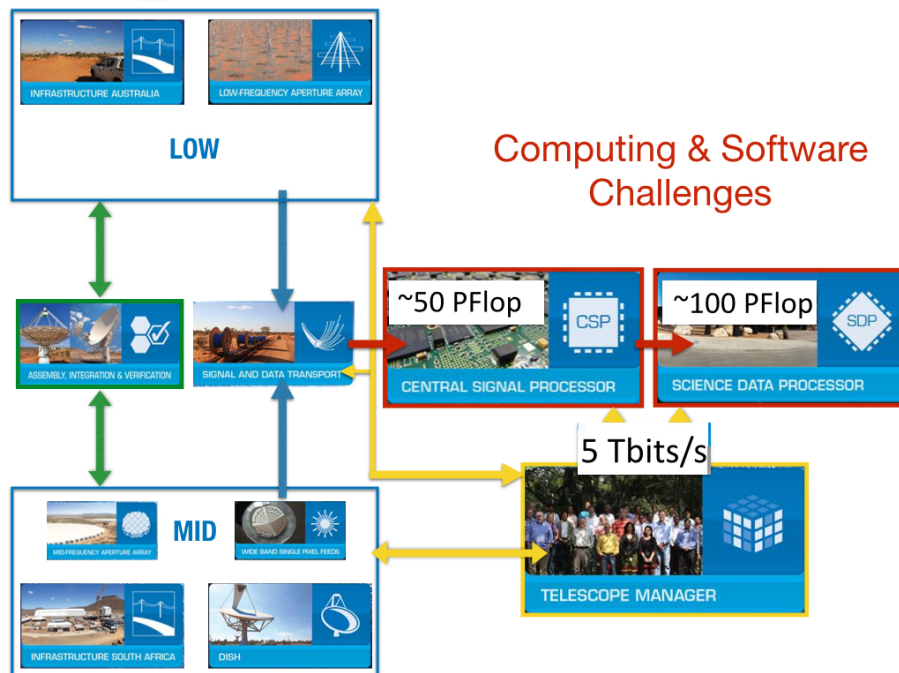 INFRASTRUCTURE AUSTRALIA
LOW-FREQUENCY APERTURE ARRAY
LOW
Computing & Software
Challenges
~50 PFlop
CSP
~100 PFlop
SDP
ASSEMBLY, INTEGRATION & VERIFICATION
SIGNAL AND DATA TRANSPORT
CENTRAL SIGNAL PROCESSOR
SCIENCE DATA PROCESSOR
5 Tbits/s
MID
MID-FREQUENCY APERTURE ARRAY
WIDE BAND SINGLE PIXEL FEEDS
TELESCOPE MANAGER
INFRASTRUCTURE SOUTH AFRICA
DISH